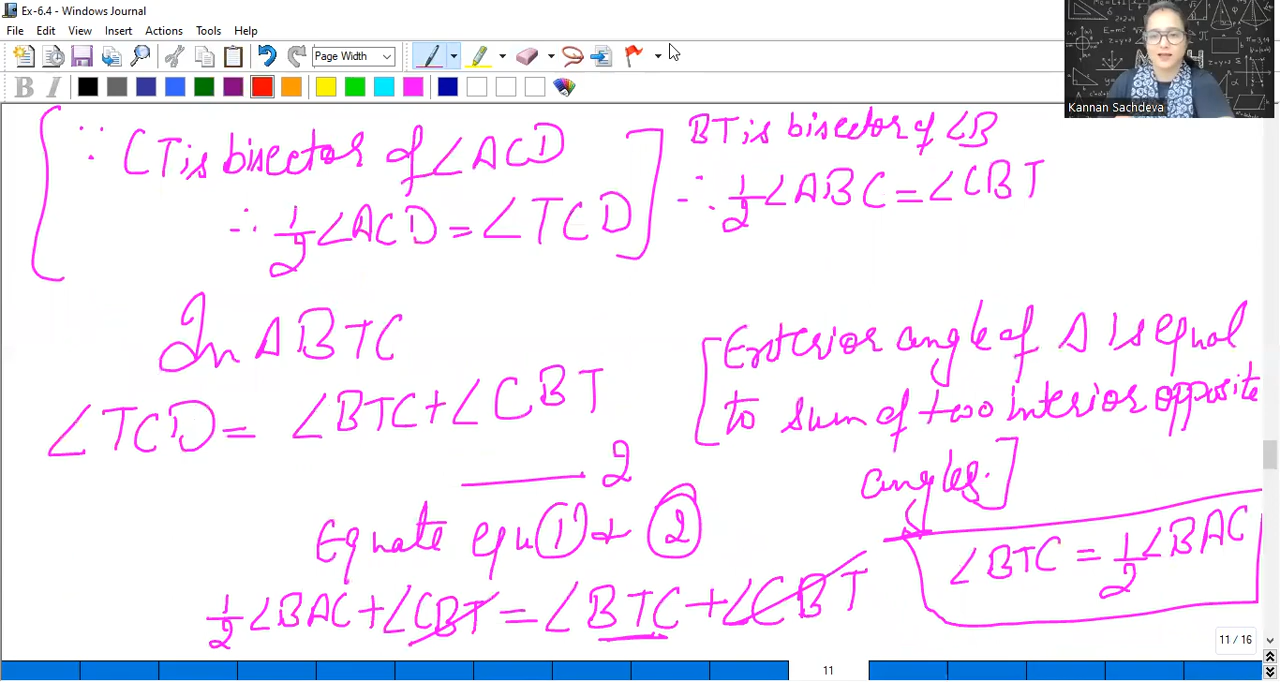 Ex-6.4 - Windows Journal
File Edit View Insert Actions Tools Help
Page Width
Kannan Sachdeva
∵ CT is bisector of ∠ACD
∴ 1/2 ∠ACD = ∠TCD
BT is bisector of ∠B
∴ 1/2 ∠ABC = ∠CBT
In Δ BTC
∠TCD = ∠BTC + ∠CBT
2
[Exterior angle of Δ is equal
to sum of two interior opposite
angles.]
Equate equ 1 & 2
1/2 ∠BAC + ∠CBT = ∠BTC + ∠CBT
∠BTC = 1/2 ∠BAC
11 / 16
11